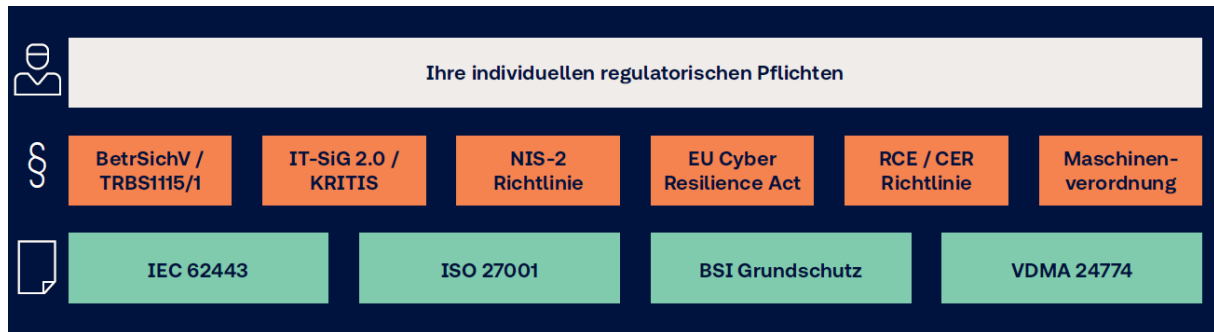 Ihre individuellen regulatorischen Pflichten
§
BetrSichV /
TRBS1115/1
IT-SiG 2.0 /
KRITIS
NIS-2
Richtlinie
EU Cyber
Resilience Act
RCE / CER
Richtlinie
Maschinen-
verordnung
IEC 62443
ISO 27001
BSI Grundschutz
VDMA 24774